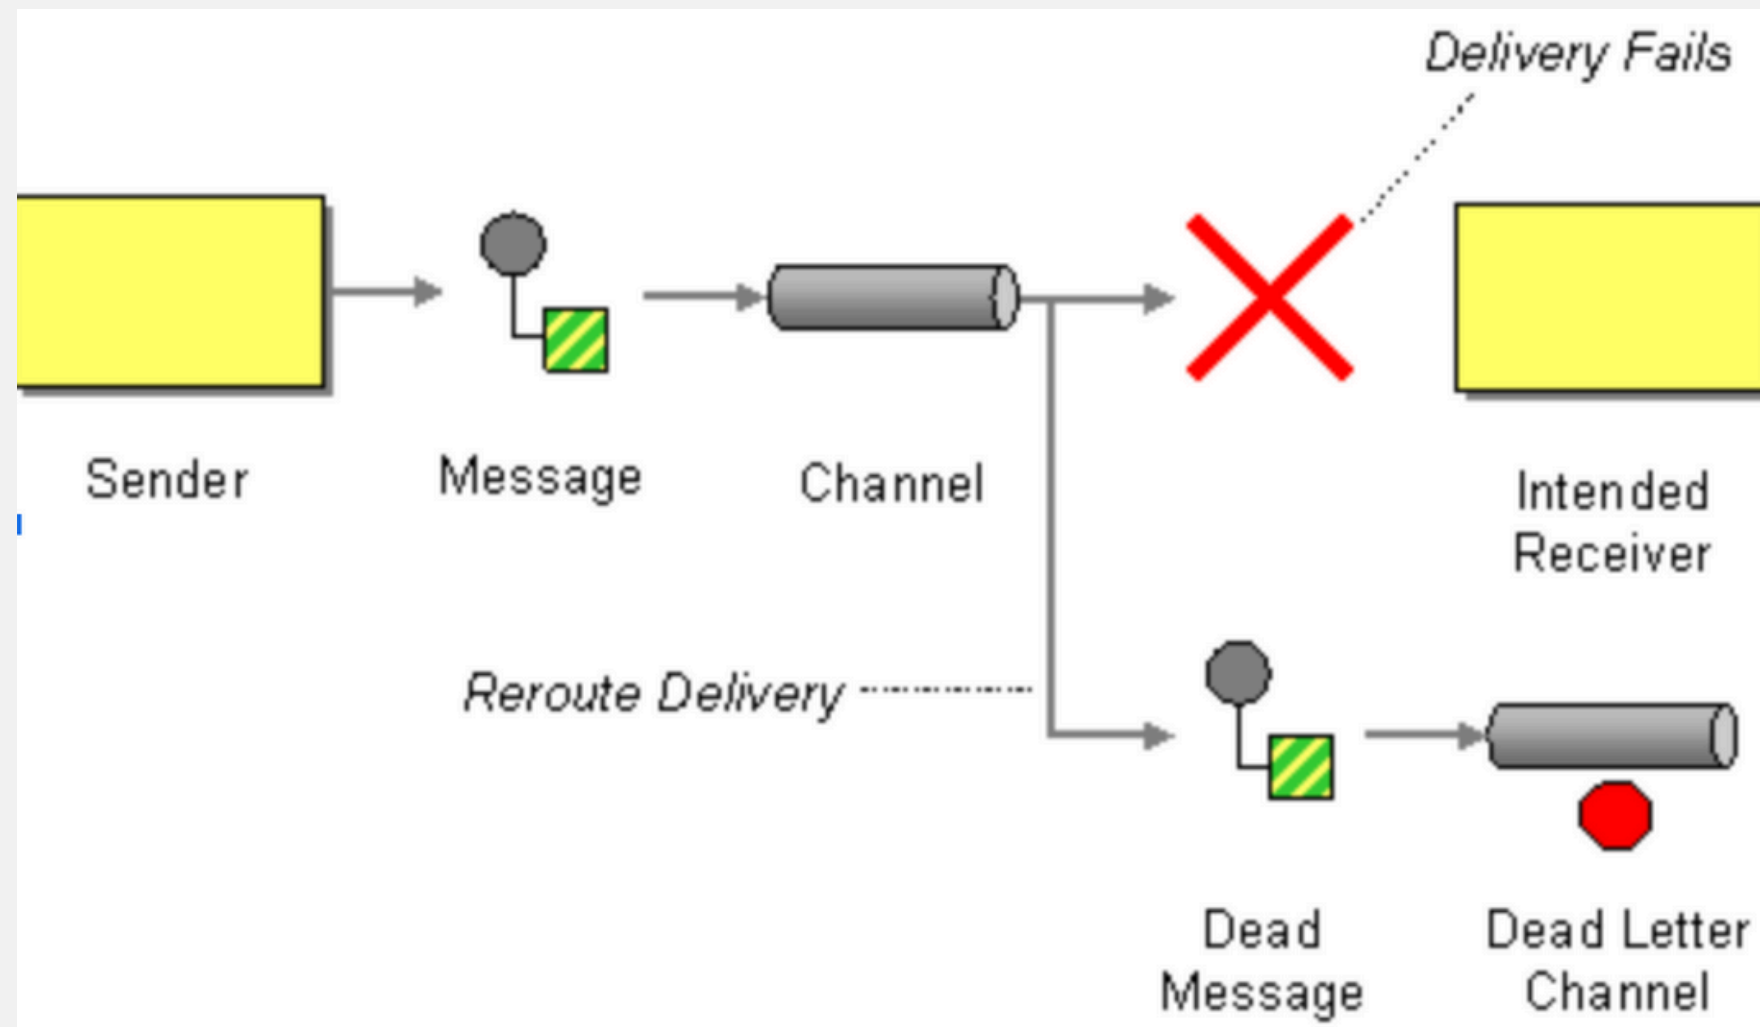 Delivery Fails
Sender
Message
Channel
Intended
Receiver
Reroute Delivery
Dead
Message
Dead Letter
Channel